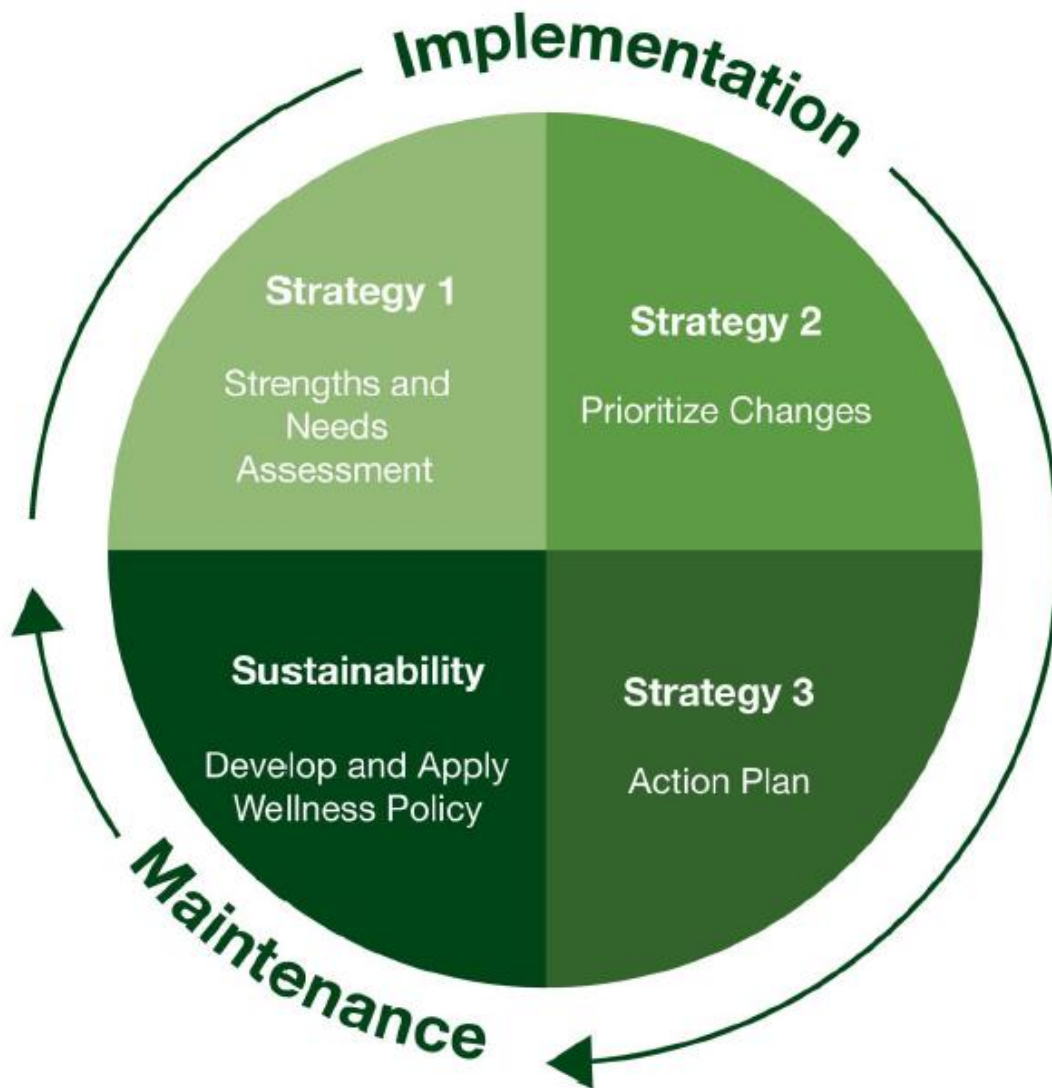 Implementation
Strategy 1
Strengths and
Needs
Assessment
Strategy 2
Prioritize Changes
Strategy 3
Action Plan
Sustainability
Develop and Apply
Wellness Policy
Maintenance